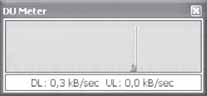 DU Meter
DL: 0,3 kB/sec UL: 0,0 kB/sec